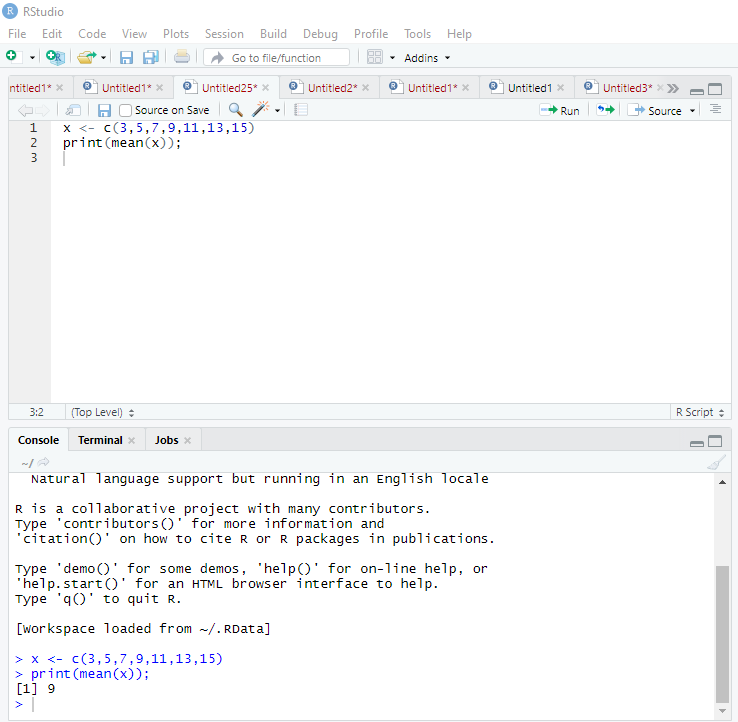 RStudio
File Edit Code View Plots Session Build Debug Profile Tools Help
Go to file/function Addins
ntitled1* Untitled1* Untitled25* Untitled2* Untitled1* Untitled1 Untitled3*
Source on Save Run Source
1 x <- c(3,5,7,9,11,13,15)
2 print(mean(x));
3
3:2 (Top Level) R Script
Console Terminal Jobs
~/
Natural language support but running in an English locale
R is a collaborative project with many contributors.
Type 'contributors()' for more information and
'citation()' on how to cite R or R packages in publications.
Type 'demo()' for some demos, 'help()' for on-line help, or
'help.start()' for an HTML browser interface to help.
Type 'q()' to quit R.
[Workspace loaded from ~/.RData]
> x <- c(3,5,7,9,11,13,15)
> print(mean(x));
[1] 9
>